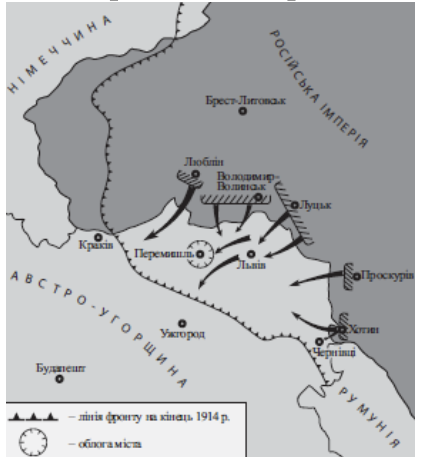 НІМЕЧЧИНА
РОСІЙСЬКА ІМПЕРІЯ
Брест-Литовськ
Люблін
Володимир-
Волинськ
Луцьк
Краків
Перемишль
Львів
Проскурів
АВСТРО-УГОРЩИНА
Ужгород
Хотин
Чернівці
Будапешт
РУМУНІЯ
– лінія фронту на кінець 1914 р.
– облога міста